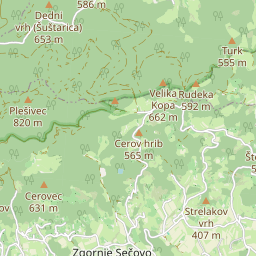 586 m
Dedni
vrh (Šuštarica)
653 m
Turk
555 m
Plešivec
820 m
Velika
Kopa
662 m
Rudeka
592 m
Cerov hrib
565 m
Cerovec
631 m
Strelakov
vrh
407 m
Zgornje Sečovo